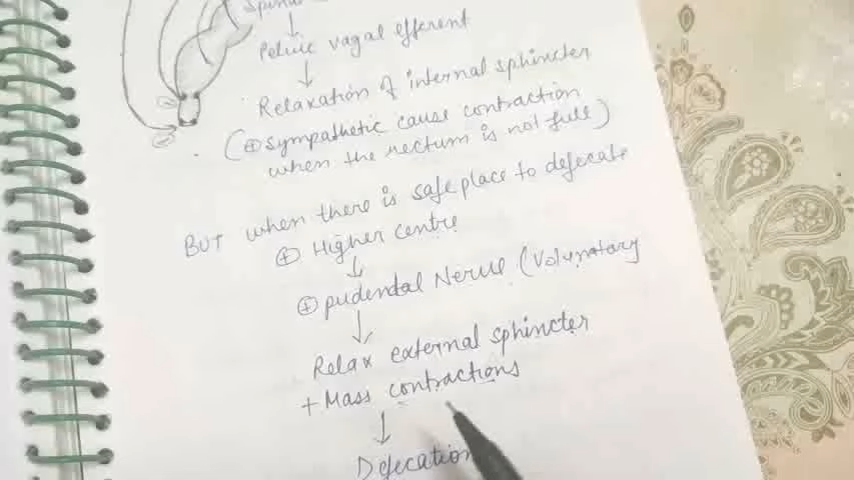 Spinal
↓
Pelvic vagal efferent
↓
Relaxation of internal sphincter
(⊕ sympathetic cause contraction
when the rectum is not full)
BUT when there is safe place to defecate
⊕ Higher centre
↓
⊕ pudendal Nerve (Voluntary
↓
Relax external sphincter
+ Mass contractions
↓
Defecation